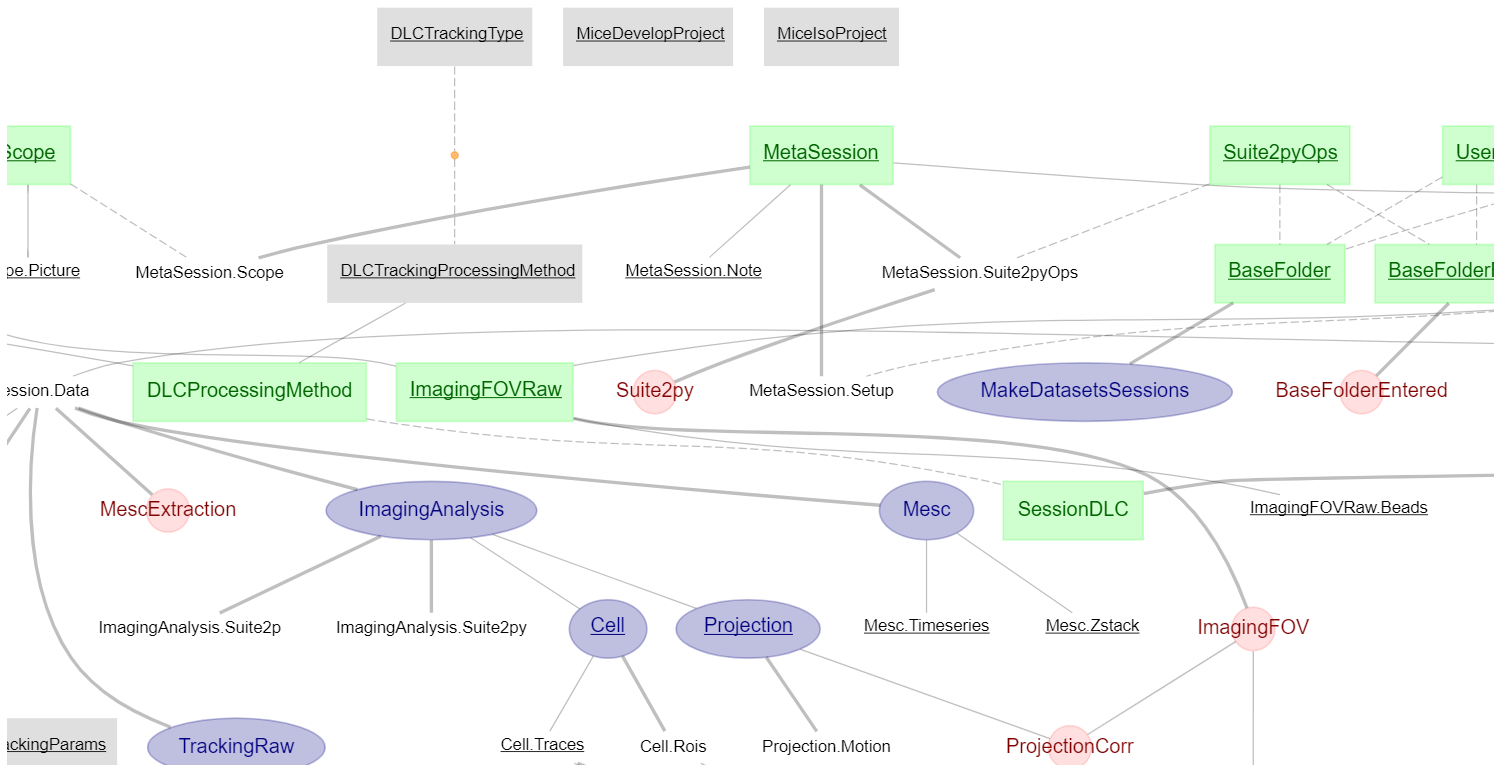 DLCTrackingType
MiceDevelopProject
MiceIsoProject
Scope
MetaSession
Suite2pyOps
User
pe.Picture
MetaSession.Scope
DLCTrackingProcessingMethod
MetaSession.Note
MetaSession.Suite2pyOps
BaseFolder
BaseFolder
ession.Data
DLCProcessingMethod
ImagingFOVRaw
Suite2py
MetaSession.Setup
MakeDatasetsSessions
BaseFolderEntered
MescExtraction
ImagingAnalysis
Mesc
SessionDLC
ImagingFOVRaw.Beads
ImagingAnalysis.Suite2p
ImagingAnalysis.Suite2py
Cell
Projection
Mesc.Timeseries
Mesc.Zstack
ImagingFOV
ackingParams
TrackingRaw
Cell.Traces
Cell.Rois
Projection.Motion
ProjectionCorr